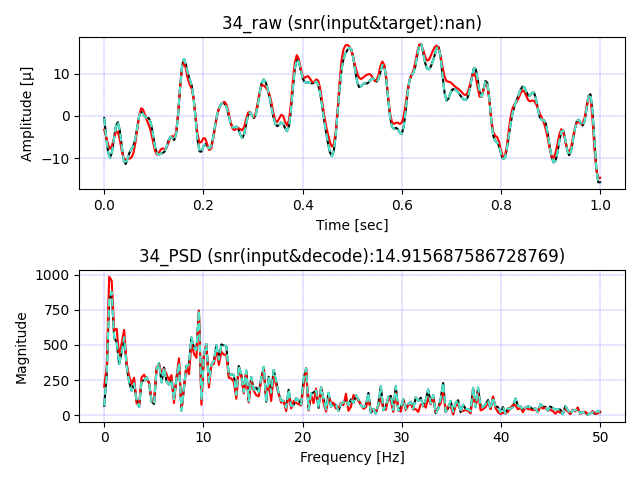 34_raw (snr(input&target):nan)
10
0
−10
Amplitude [µ]
0.0 0.2 0.4 0.6 0.8 1.0
Time [sec]
34_PSD (snr(input&decode):14.915687586728769)
1000
750
500
250
0
Magnitude
0 10 20 30 40 50
Frequency [Hz]